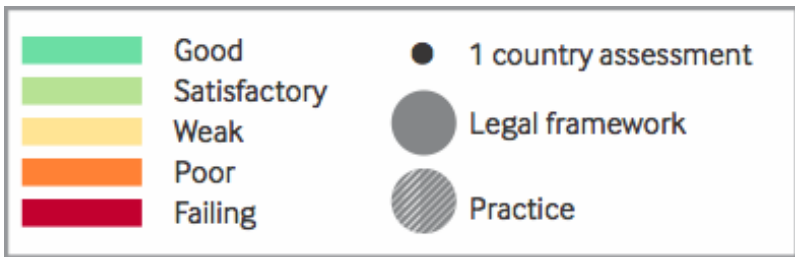 Good
Satisfactory
Weak
Poor
Failing
1 country assessment
Legal framework
Practice